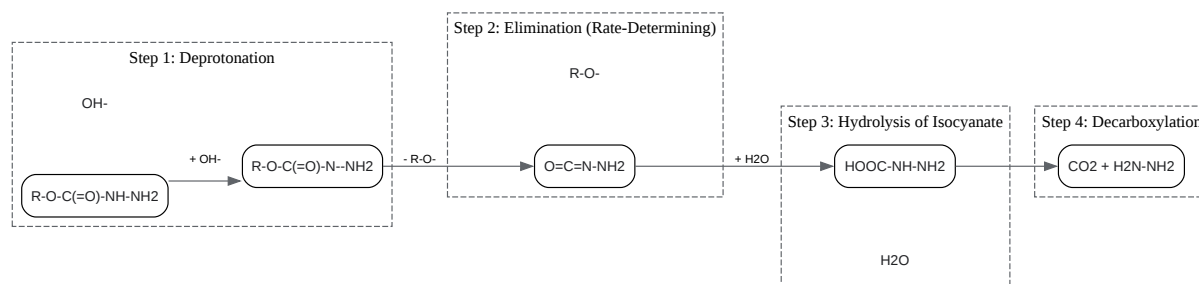 Step 1: Deprotonation
OH-
+ OH-
R-O-C(=O)-NH-NH2
R-O-C(=O)-N--NH2
- R-O-
Step 2: Elimination (Rate-Determining)
R-O-
O=C=N-NH2
+ H2O
Step 3: Hydrolysis of Isocyanate
HOOC-NH-NH2
H2O
Step 4: Decarboxylation
CO2 + H2N-NH2